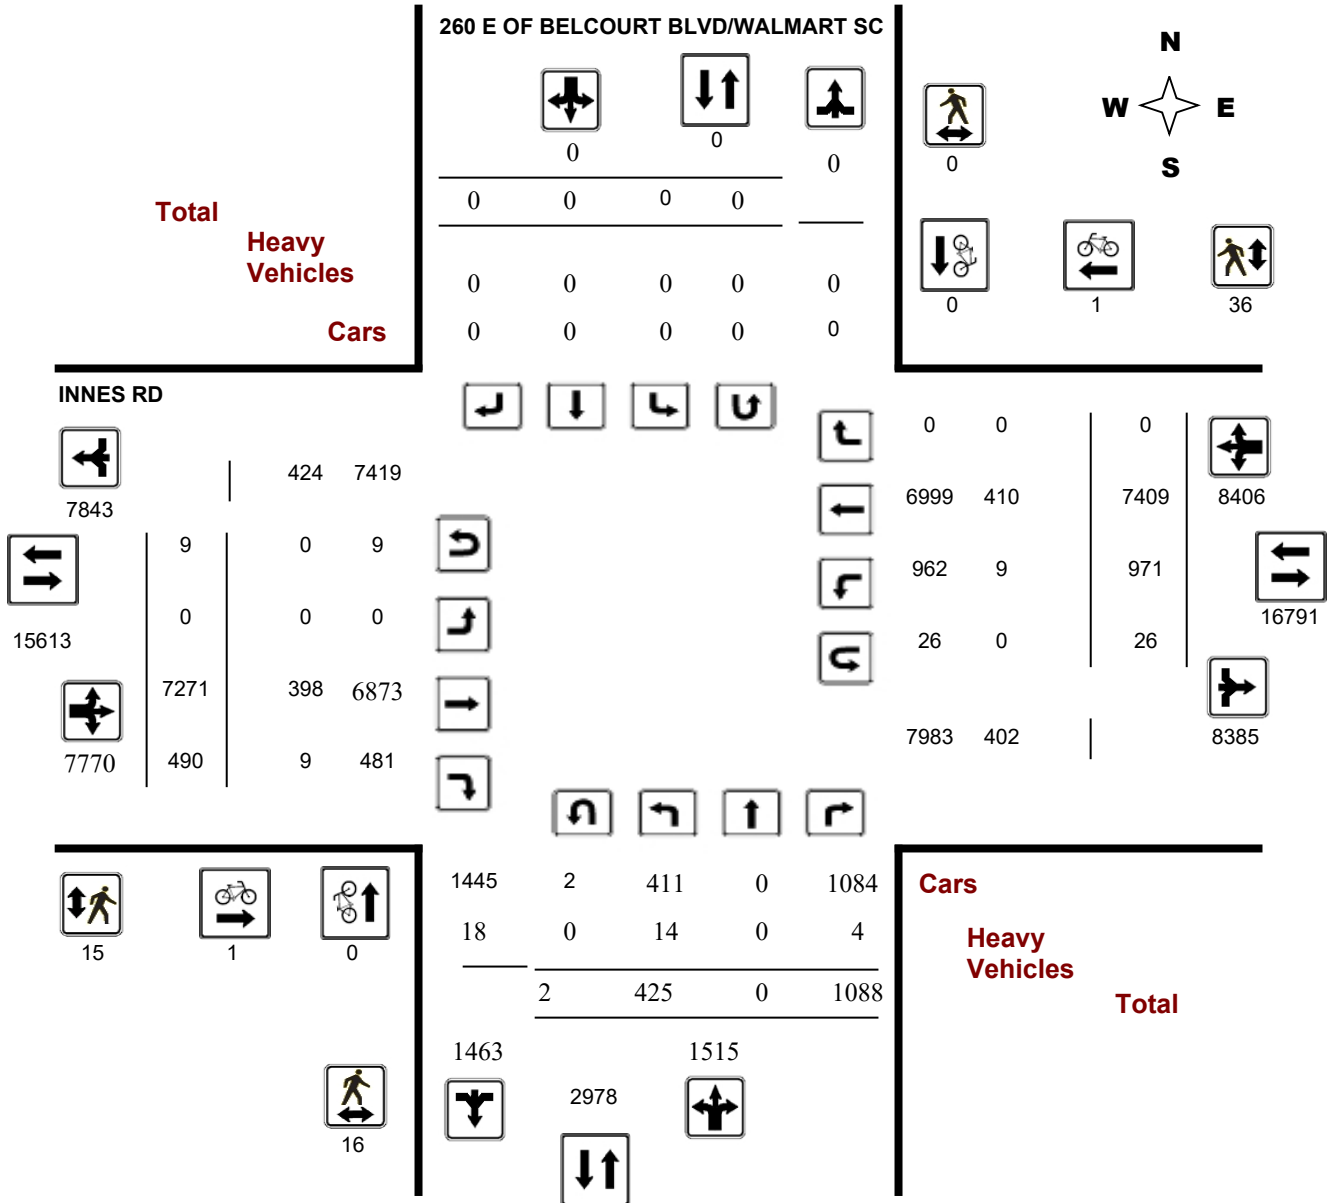 260 E OF BELCOURT BLVD/WALMART SC
N
W E
S
0
0
0
0
0
0 0 0 0
Total
Heavy
Vehicles
0 0 0 0 0
Cars
0 0 0 0 0
0 1 36
INNES RD
424 7419
7843
9 0 9
0 0 0
15613
7271 398 6873
7770
490 9 481
0 0 0
6999 410 7409 8406
962 9 971
16791
26 0 26
7983 402 8385
1445 2 411 0 1084
18 0 14 0 4
2 425 0 1088
Cars
Heavy
Vehicles
Total
15 1 0
1463 1515
2978
16